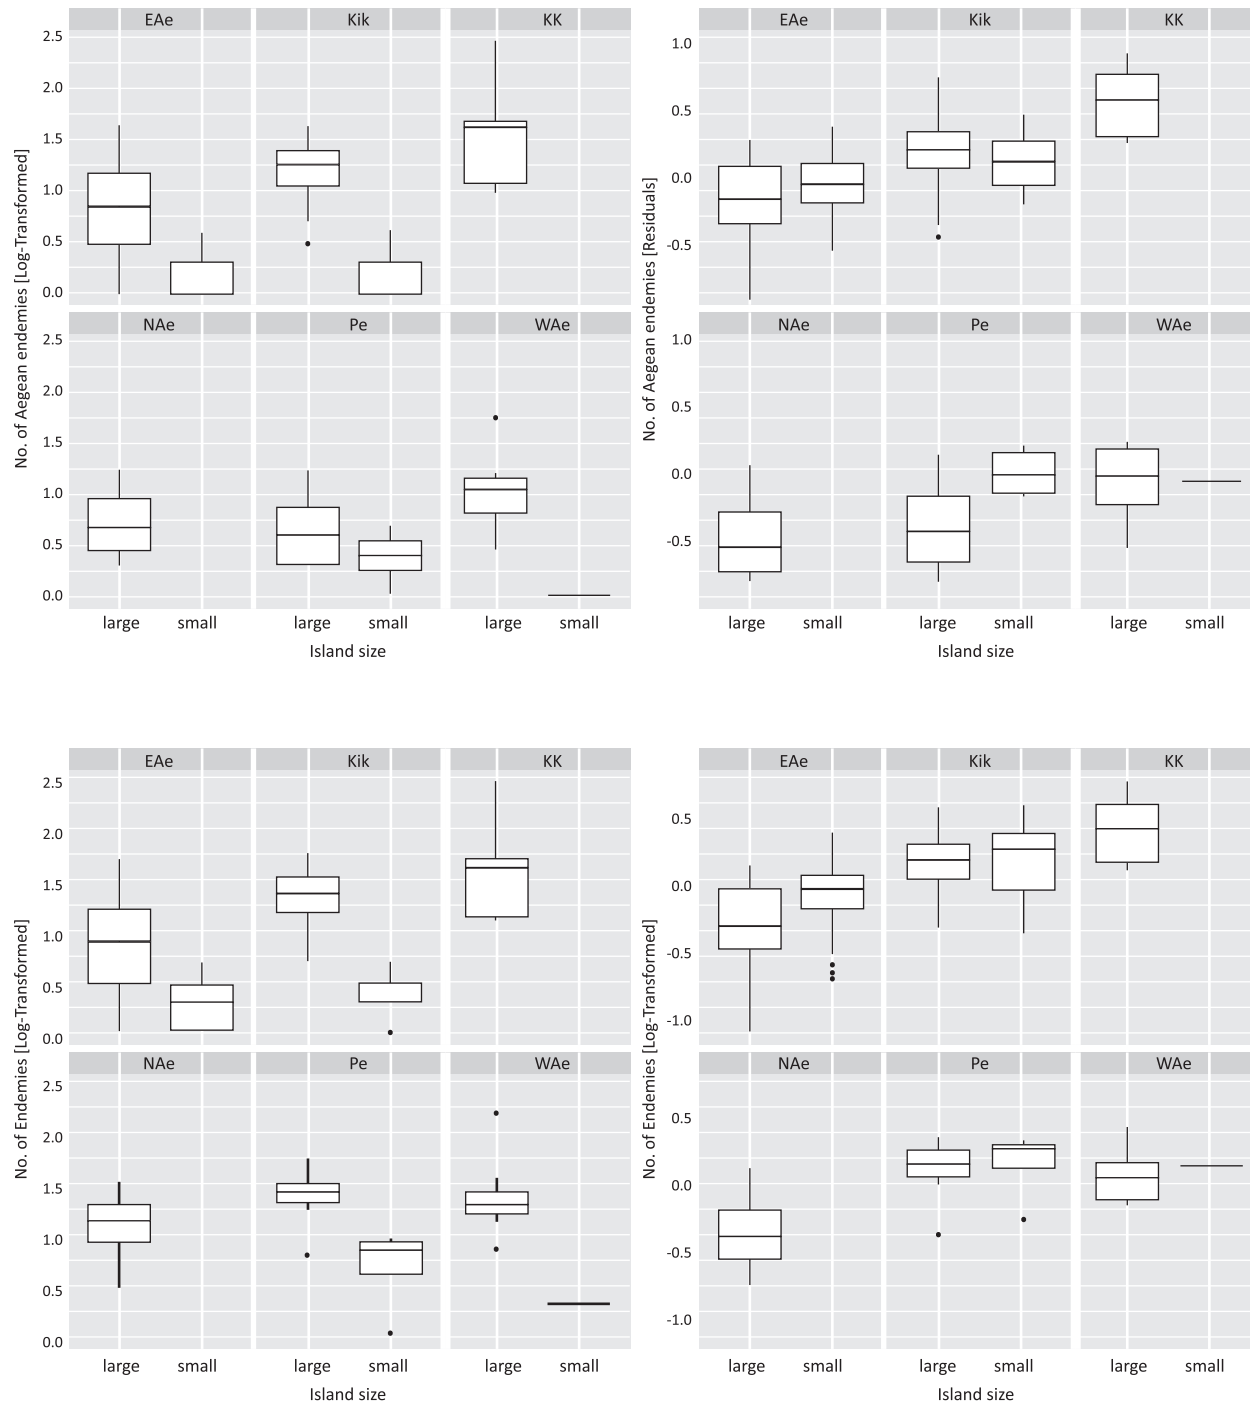 EAe Kik KK
2.5
2.0
1.5
1.0
0.5
0.0
NAe Pe WAe
2.5
2.0
1.5
1.0
0.5
0.0
No. of Aegean endemies [Log-Transformed]
large small large small large small
Island size
EAe Kik KK
1.0
0.5
0.0
-0.5
NAe Pe WAe
1.0
0.5
0.0
-0.5
No. of Aegean endemies [Residuals]
large small large small large small
Island size
EAe Kik KK
2.5
2.0
1.5
1.0
0.5
0.0
NAe Pe WAe
2.5
2.0
1.5
1.0
0.5
0.0
No. of Endemies [Log-Transformed]
large small large small large small
Island size
EAe Kik KK
0.5
0.0
-0.5
-1.0
NAe Pe WAe
0.5
0.0
-0.5
-1.0
No. of Endemies [Log-Transformed]
large small large small large small
Island size